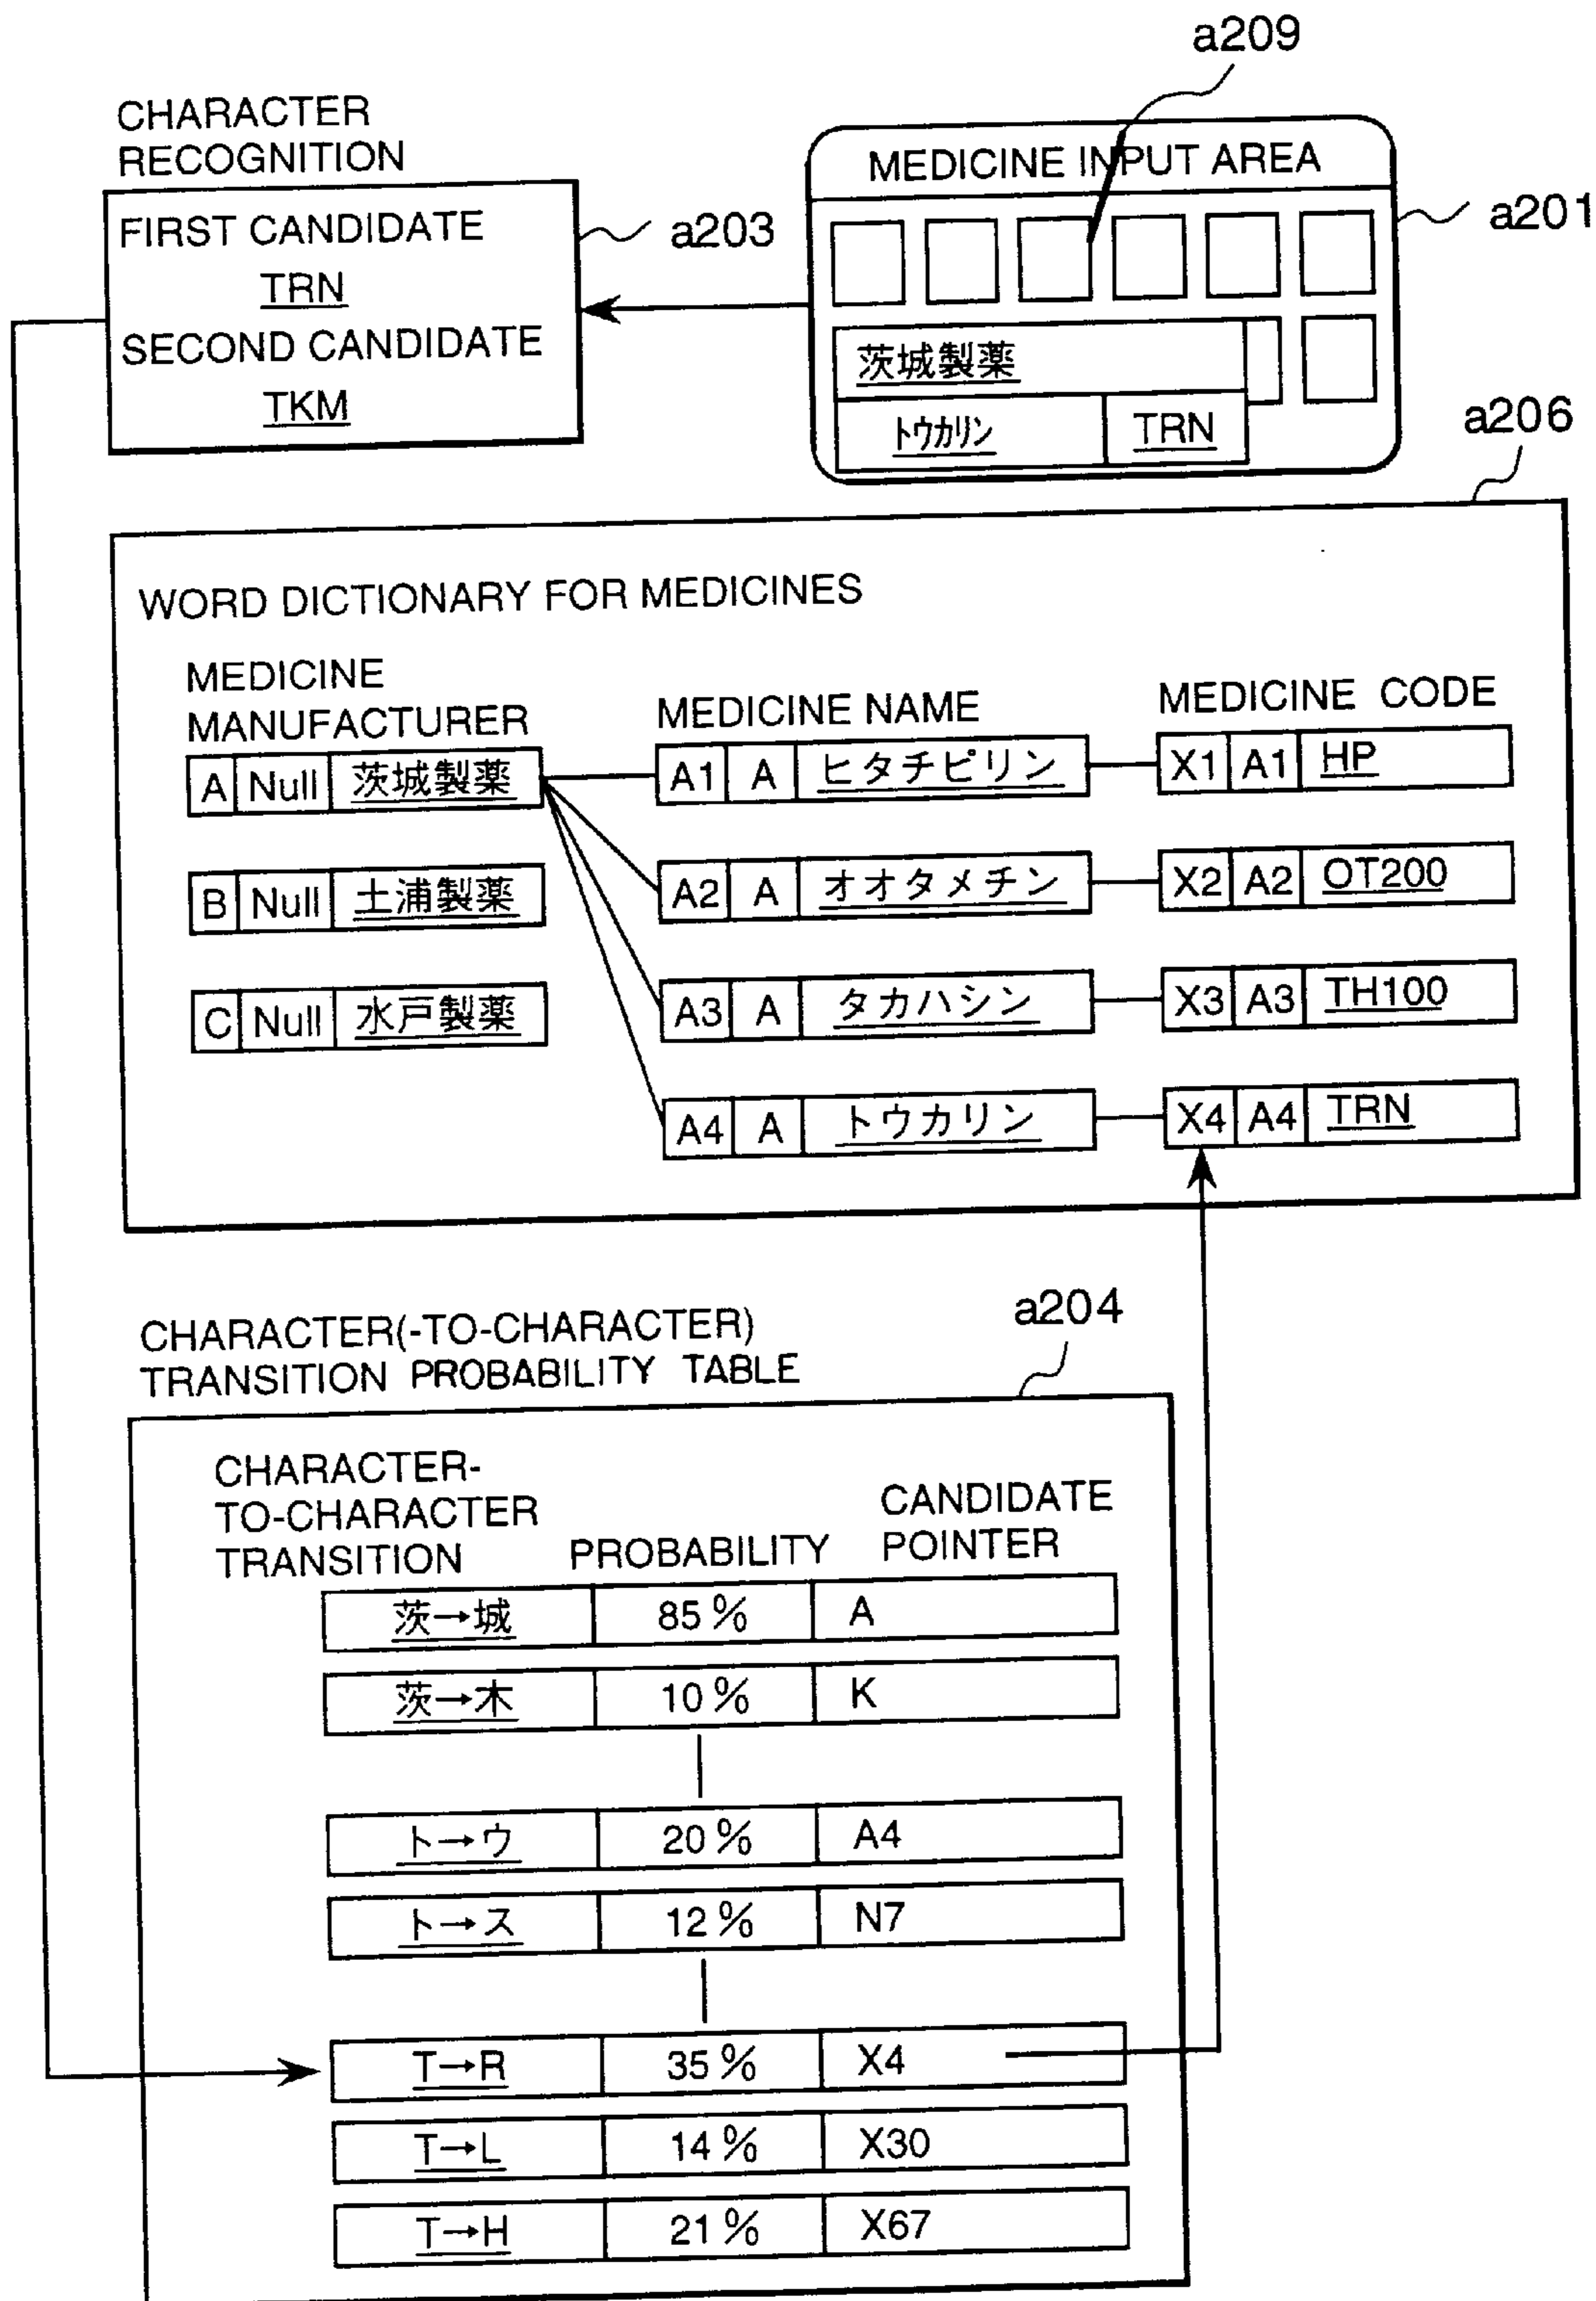 a209
CHARACTER
RECOGNITION
FIRST CANDIDATE
TRN
SECOND CANDIDATE
TKM
a203
MEDICINE INPUT AREA
a201
茨城製薬
トウカリン TRN
a206
WORD DICTIONARY FOR MEDICINES
MEDICINE
MANUFACTURER
MEDICINE NAME
MEDICINE CODE
A Null 茨城製薬 A1 A ヒタチピリン X1 A1 HP
B Null 土浦製薬 A2 A オオタメチン X2 A2 OT200
C Null 水戸製薬 A3 A タカハシン X3 A3 TH100
A4 A トウカリン X4 A4 TRN
CHARACTER(-TO-CHARACTER)
TRANSITION PROBABILITY TABLE
a204
CHARACTER-
TO-CHARACTER
TRANSITION
PROBABILITY
CANDIDATE
POINTER
茨→城 85% A
茨→木 10% K
ト→ウ 20% A4
ト→ス 12% N7
T→R 35% X4
T→L 14% X30
T→H 21% X67